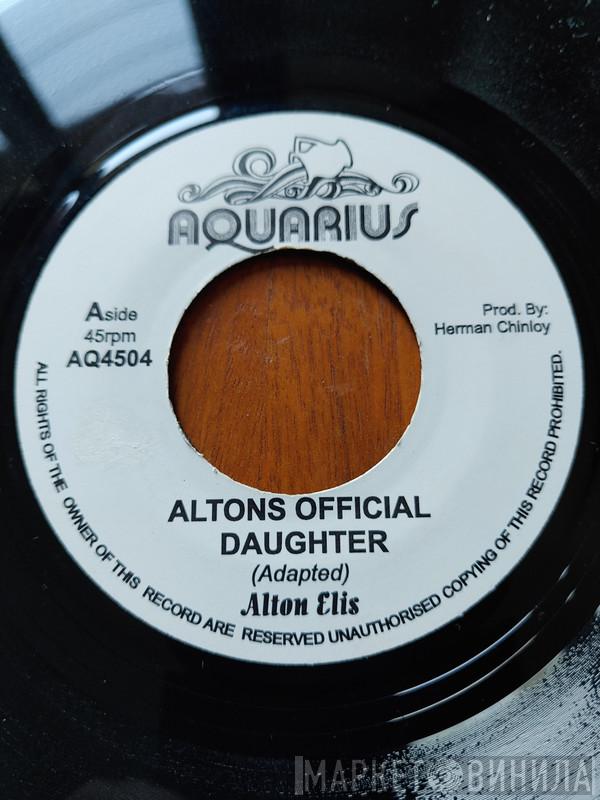 AQUARIUS
Aside
45rpm
AQ4504
Prod. By:
Herman Chinloy
ALTONS OFFICIAL
DAUGHTER
(Adapted)
Alton Elis
ALL RIGHTS OF THE OWNER OF THIS RECORD ARE RESERVED UNAUTHORISED COPYING OF THIS RECORD PROHIBITED.
МАРКЕТ ВИНИЛА